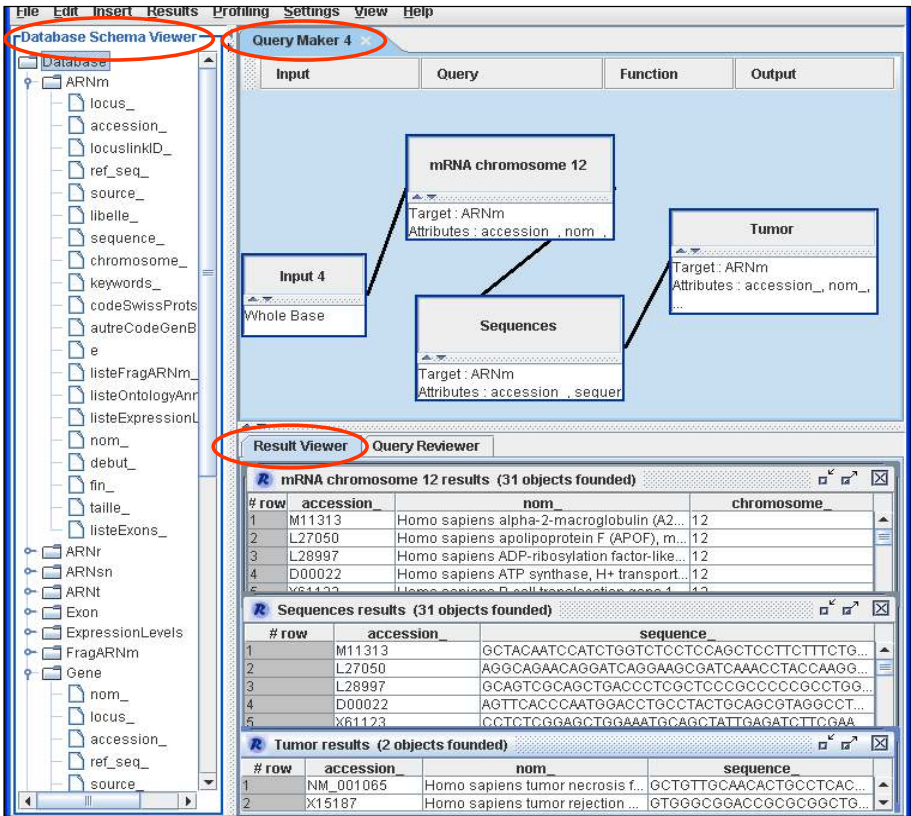 File Edit Insert Results Profiling Settings View Help
Database Schema Viewer
Database
ARNm
locus_
accession_
locuslinkID_
ref_seq_
source_
libelle_
sequence_
chromosome_
keywords_
codeSwissProts
autreCodeGenB
e
listeFragARNm_
listeOntologyAnr
listeExpressionL
nom_
debut_
fin_
taille_
listeExons_
ARNr
ARNsn
ARNt
Exon
ExpressionLevels
FragARNm
Gene
nom_
locus_
accession_
ref_seq_
source_
Query Maker 4
Input Query Function Output
mRNA chromosome 12
Target : ARNm
Attributes : accession_, nom_,
Input 4
Whole Base
Sequences
Target : ARNm
Attributes : accession_, sequer
Tumor
Target : ARNm
Attributes : accession_, nom_,
...
Result Viewer Query Reviewer
mRNA chromosome 12 results (31 objects founded)
# row accession_ nom_ chromosome_
1 M11313 Homo sapiens alpha-2-macroglobulin (A2... 12
2 L27050 Homo sapiens apolipoprotein F (APOF), m... 12
3 L28997 Homo sapiens ADP-ribosylation factor-like... 12
4 D00022 Homo sapiens ATP synthase, H+ transport... 12
Sequences results (31 objects founded)
# row accession_ sequence_
1 M11313 GCTACAATCCATCTGGTCTCCTCCAGCTCCTTCTTTCTG...
2 L27050 AGGCAGAACAGGATCAGGAAGCGATCAAACCTACCAAGG...
3 L28997 GCAGTCGCAGCTGACCCTCGCTCCCGCCCCCGCCTGG...
4 D00022 AGTTCACCCAATGGACCTGCCTACTGCAGCGTAGGCCT...
5 X61123 CCTCTCGGAGCTGGAAATGCAGCTATTGAGATCTTCGAA
Tumor results (2 objects founded)
# row accession_ nom_ sequence_
1 NM_001065 Homo sapiens tumor necrosis f... GCTGTTGCAACACTGCCTCAC...
2 X15187 Homo sapiens tumor rejection ... GTGGGCGGACCGCGCGGCTG...